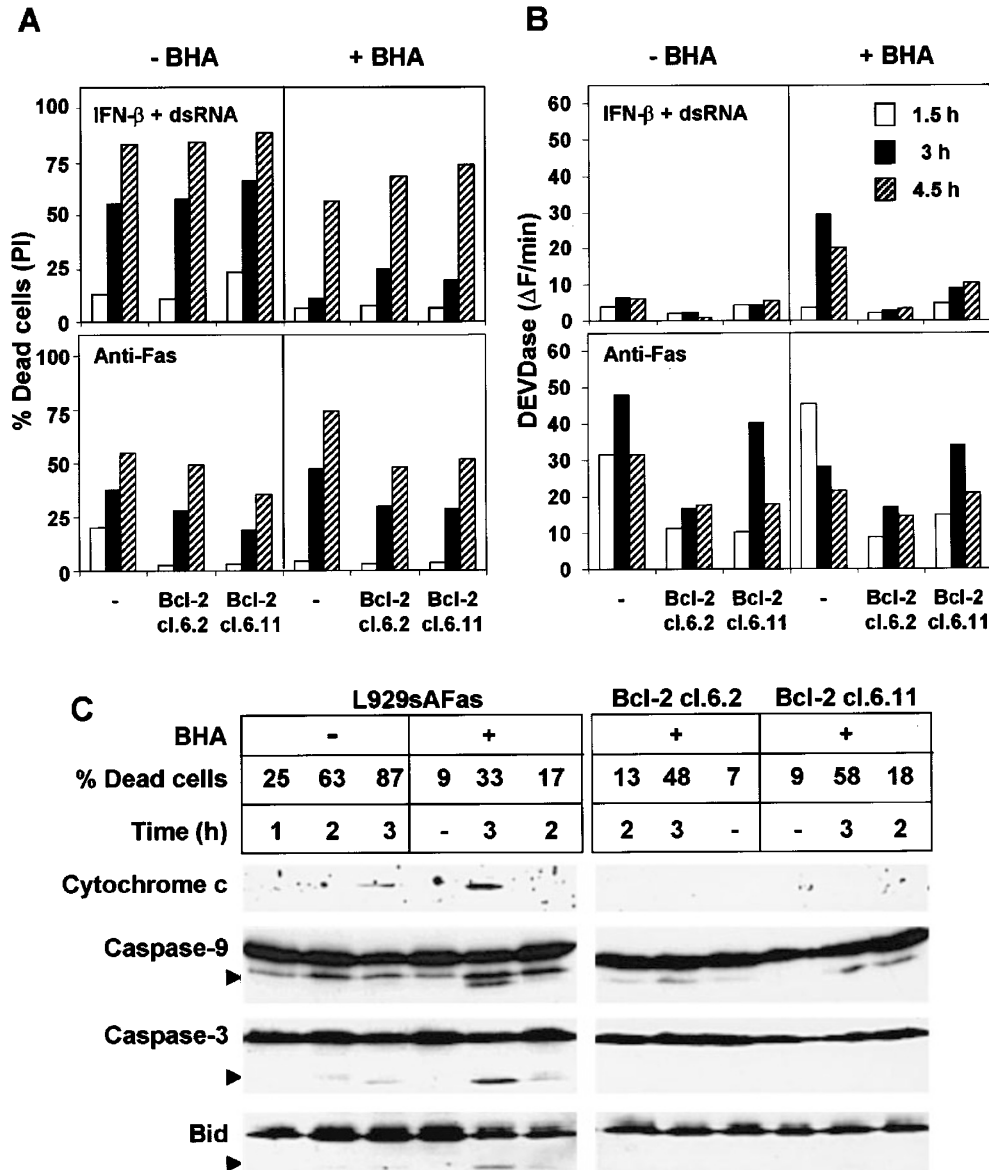 A
- BHA
+ BHA
% Dead cells (PI)
100
75
50
25
0
IFN-β + dsRNA
100
75
50
25
0
Anti-Fas
-
Bcl-2 cl.6.2
Bcl-2 cl.6.11
-
Bcl-2 cl.6.2
Bcl-2 cl.6.11
B
- BHA
+ BHA
DEVDase (ΔF/min)
60
50
40
30
20
10
0
IFN-β + dsRNA
1.5 h
3 h
4.5 h
60
50
40
30
20
10
0
Anti-Fas
-
Bcl-2 cl.6.2
Bcl-2 cl.6.11
-
Bcl-2 cl.6.2
Bcl-2 cl.6.11
C
L929sAFas Bcl-2 cl.6.2 Bcl-2 cl.6.11
BHA - + + +
% Dead cells 25 63 87 9 33 17 13 48 7 9 58 18
Time (h) 1 2 3 - 3 2 2 3 - - 3 2
Cytochrome c
Caspase-9
Caspase-3
Bid